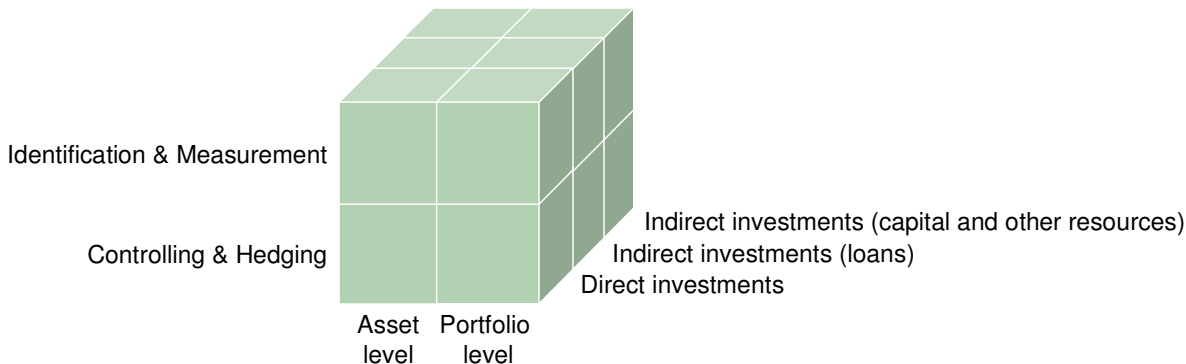 Identification & Measurement
Controlling & Hedging
Indirect investments (capital and other resources)
Indirect investments (loans)
Direct investments
Asset level
Portfolio level